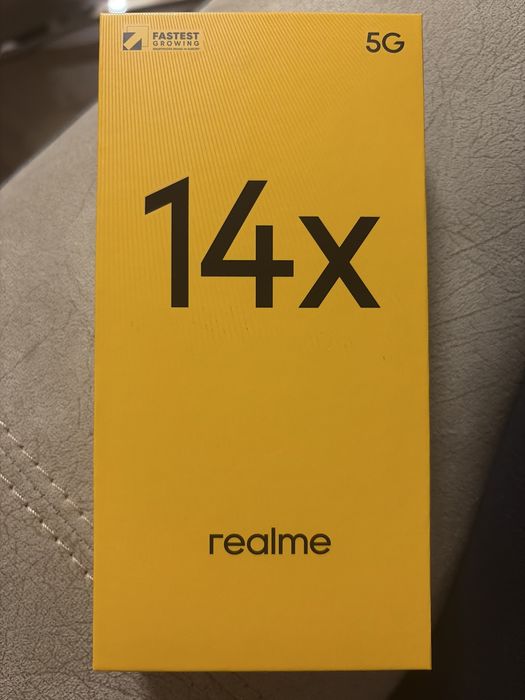 FASTEST
GROWING
5G
14x
realme